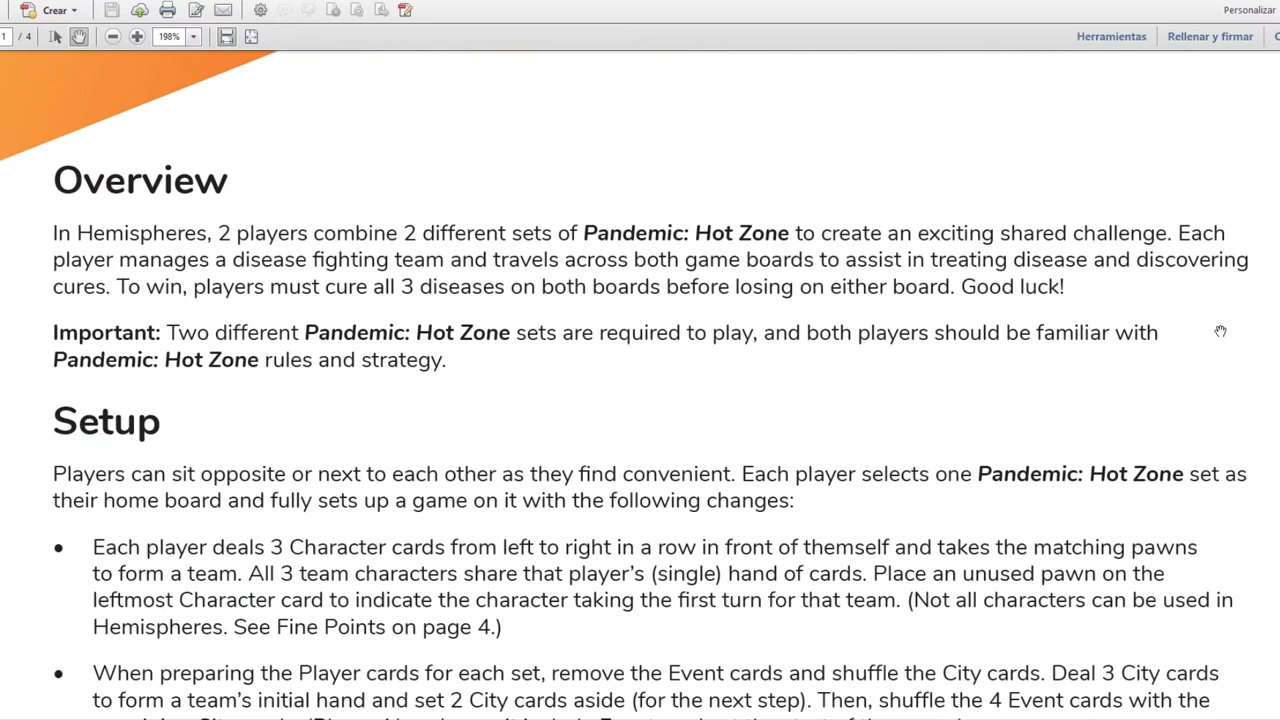 Crear
Personalizar
1 / 4
198%
Herramientas
Rellenar y firmar
Overview
In Hemispheres, 2 players combine 2 different sets of Pandemic: Hot Zone to create an exciting shared challenge. Each
player manages a disease fighting team and travels across both game boards to assist in treating disease and discovering
cures. To win, players must cure all 3 diseases on both boards before losing on either board. Good luck!
Important: Two different Pandemic: Hot Zone sets are required to play, and both players should be familiar with
Pandemic: Hot Zone rules and strategy.
Setup
Players can sit opposite or next to each other as they find convenient. Each player selects one Pandemic: Hot Zone set as
their home board and fully sets up a game on it with the following changes:
● Each player deals 3 Character cards from left to right in a row in front of themself and takes the matching pawns
to form a team. All 3 team characters share that player’s (single) hand of cards. Place an unused pawn on the
leftmost Character card to indicate the character taking the first turn for that team. (Not all characters can be used in
Hemispheres. See Fine Points on page 4.)
● When preparing the Player cards for each set, remove the Event cards and shuffle the City cards. Deal 3 City cards
to form a team’s initial hand and set 2 City cards aside (for the next step). Then, shuffle the 4 Event cards with the